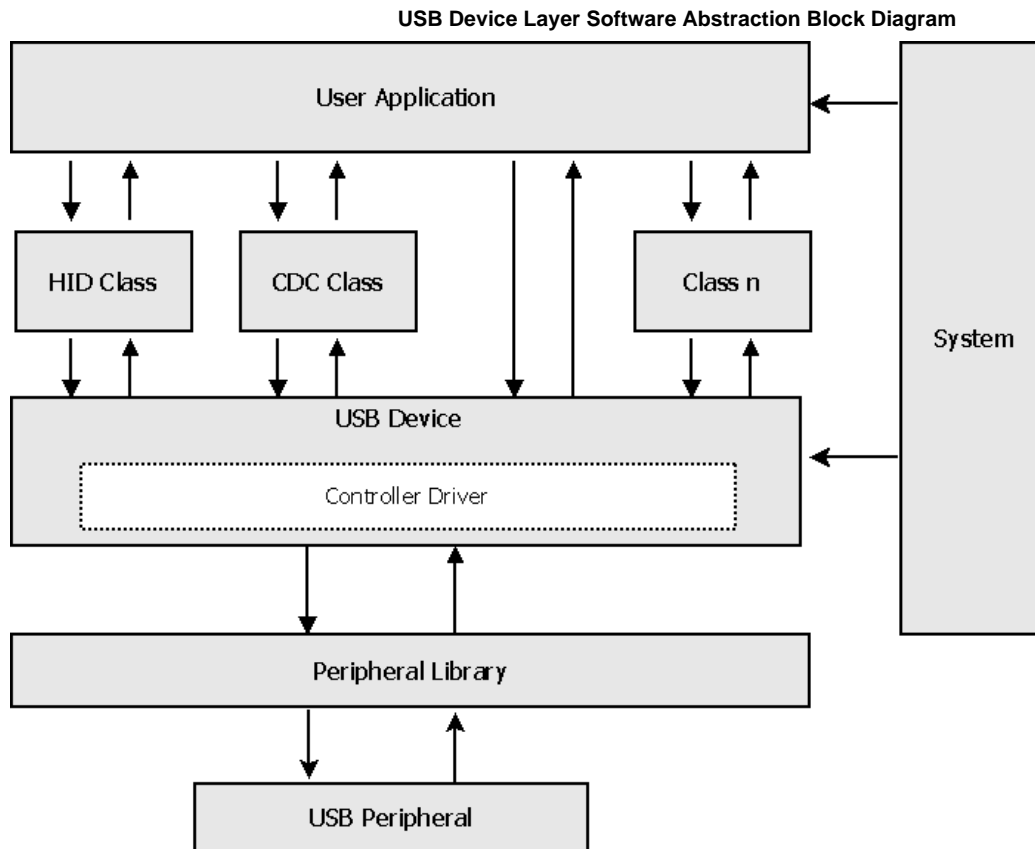 USB Device Layer Software Abstraction Block Diagram
User Application
HID Class
CDC Class
Class n
System
USB Device
Controller Driver
Peripheral Library
USB Peripheral